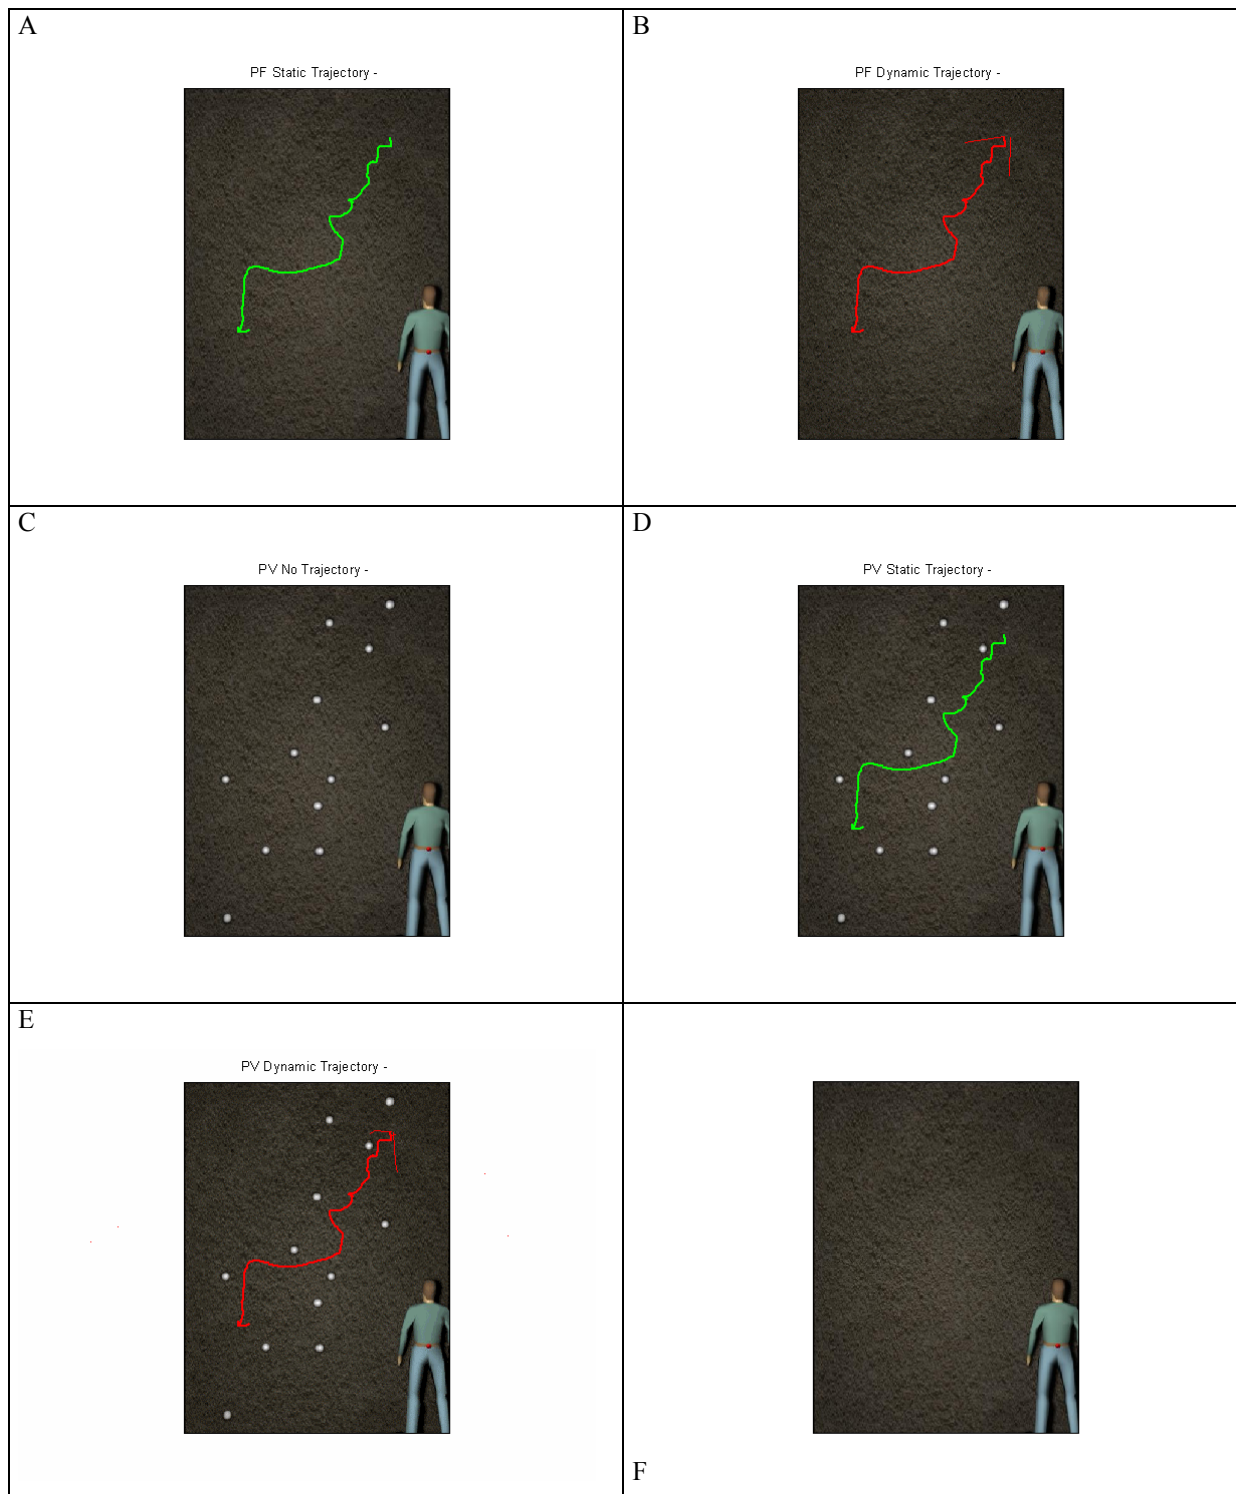 A
PF Static Trajectory -
B
PF Dynamic Trajectory -
C
PV No Trajectory -
D
PV Static Trajectory -
E
PV Dynamic Trajectory -
F